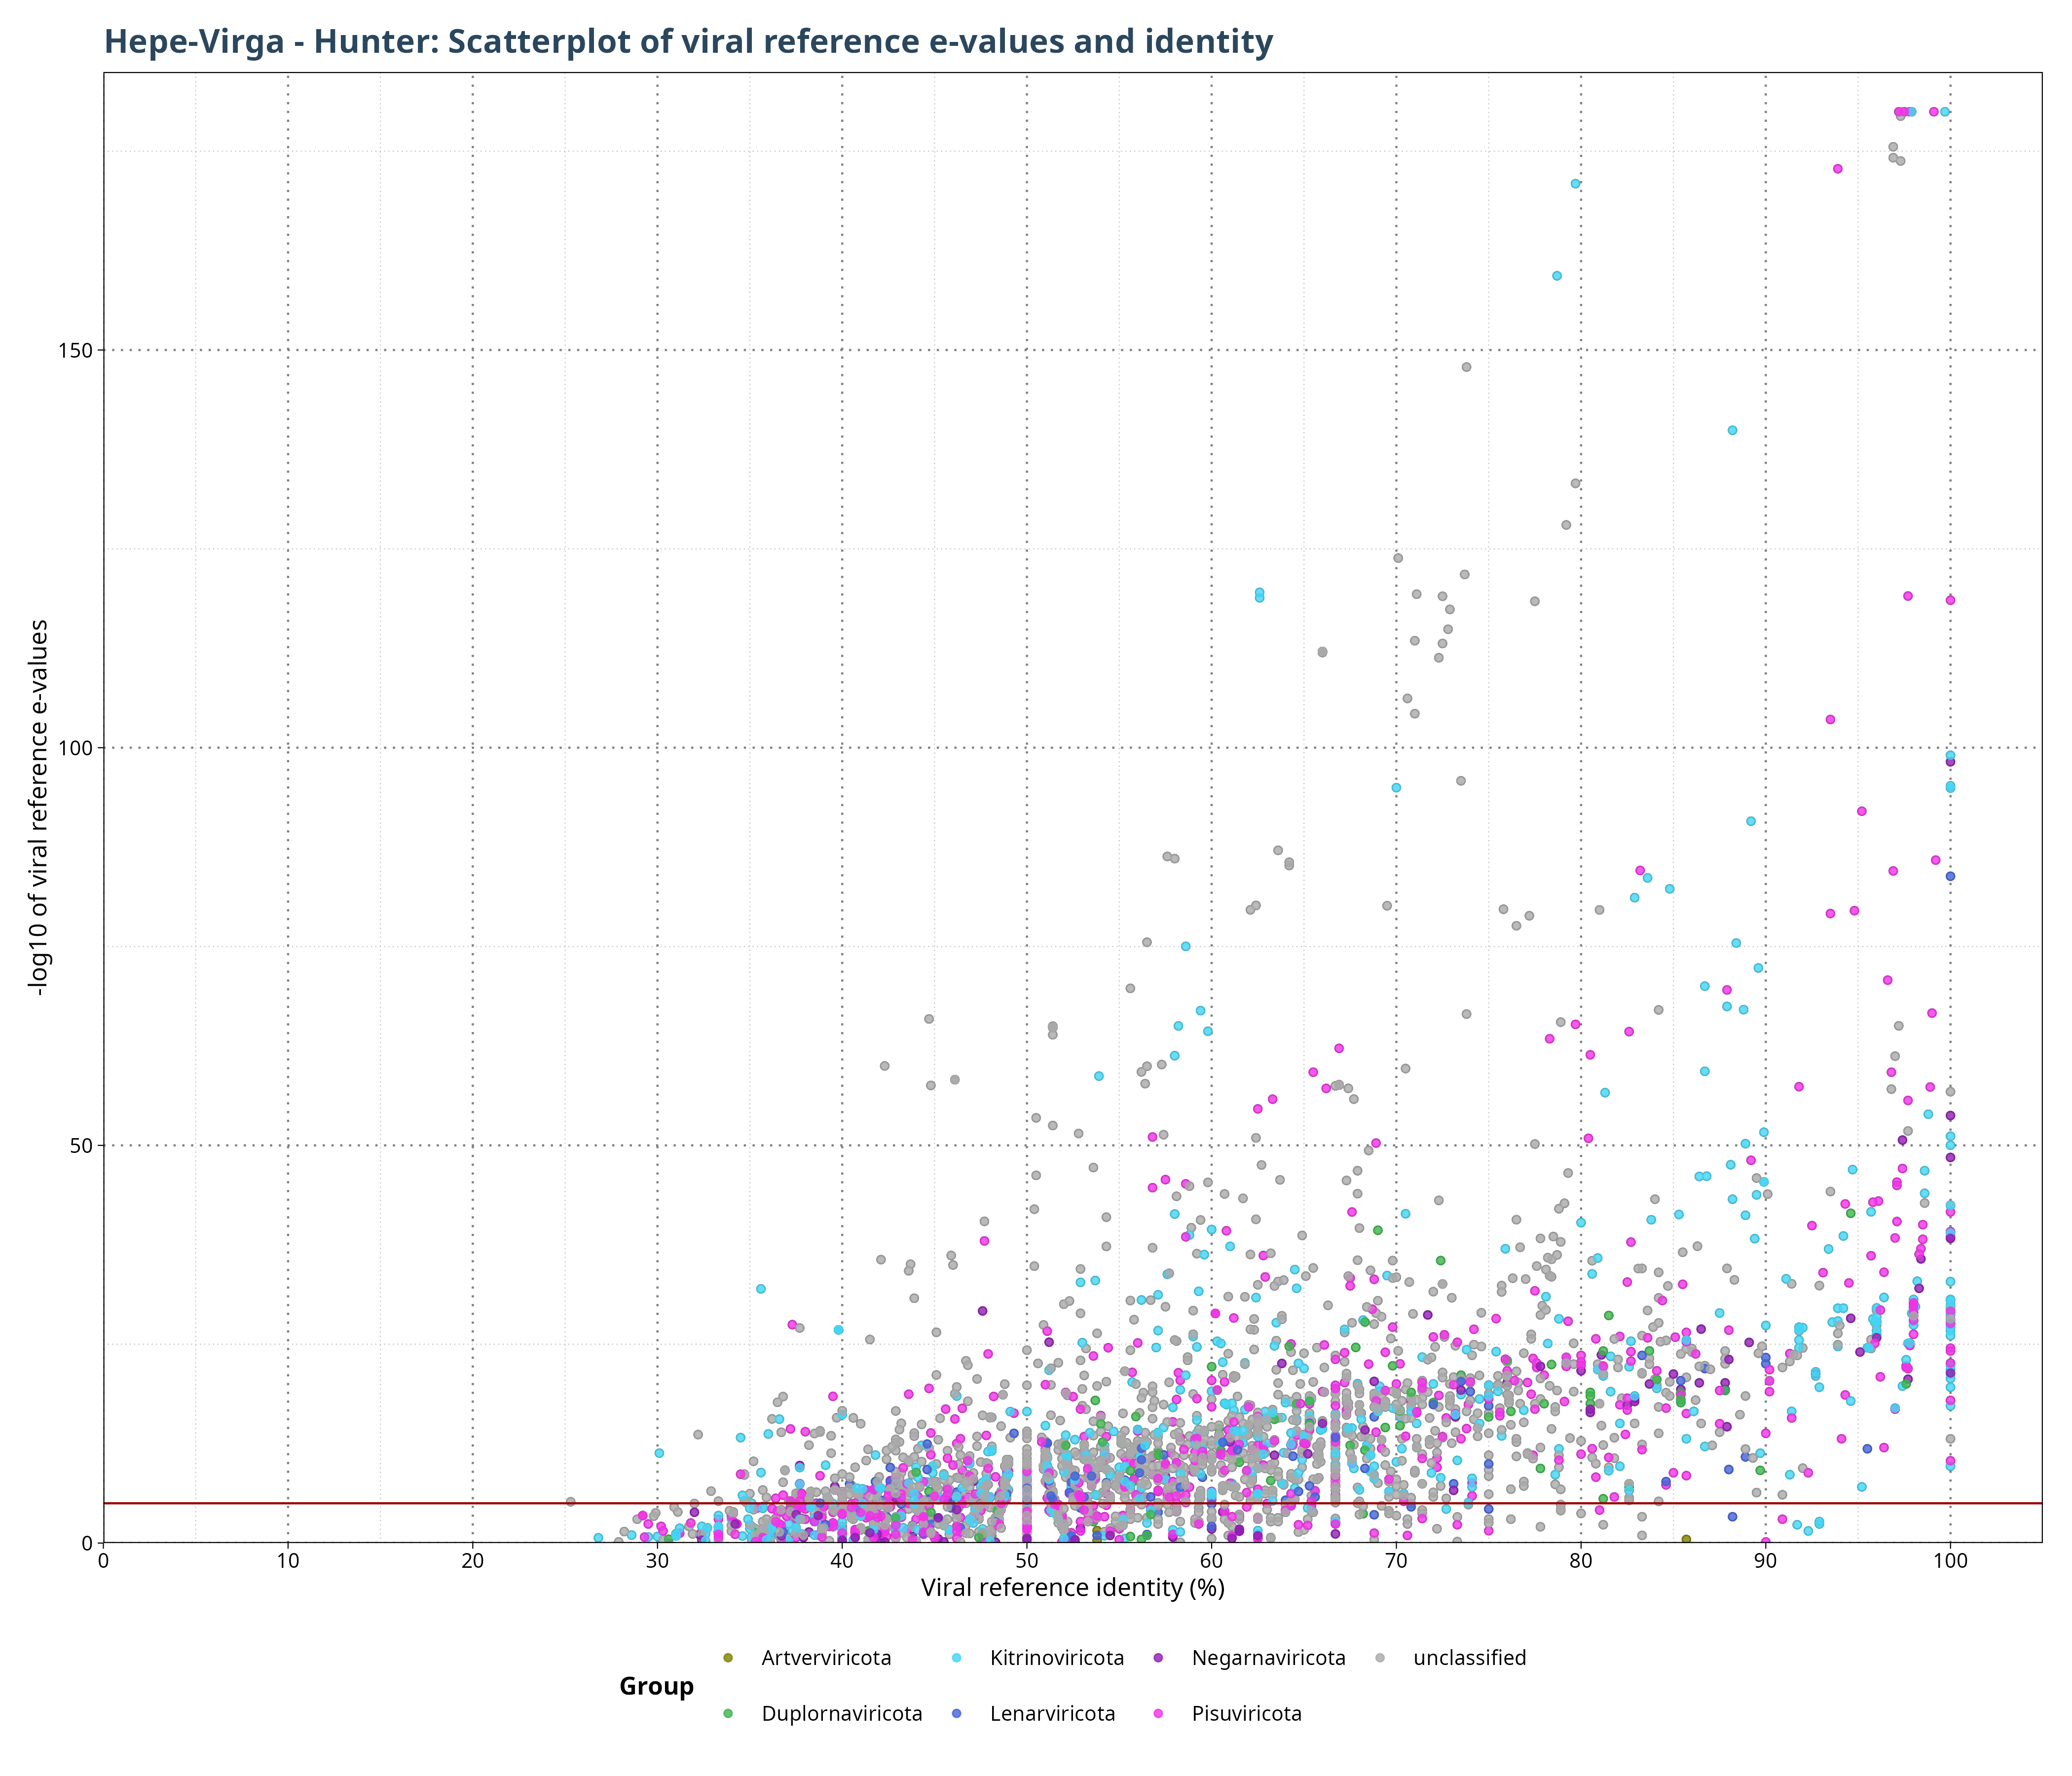 Hepe-Virga - Hunter: Scatterplot of viral reference e-values and identity
-log10 of viral reference e-values
150
100
50
0
0 10 20 30 40 50 60 70 80 90 100
Viral reference identity (%)
Group
Artverviricota Kitrinoviricota Negarnaviricota unclassified
Duplornaviricota Lenarviricota Pisuviricota